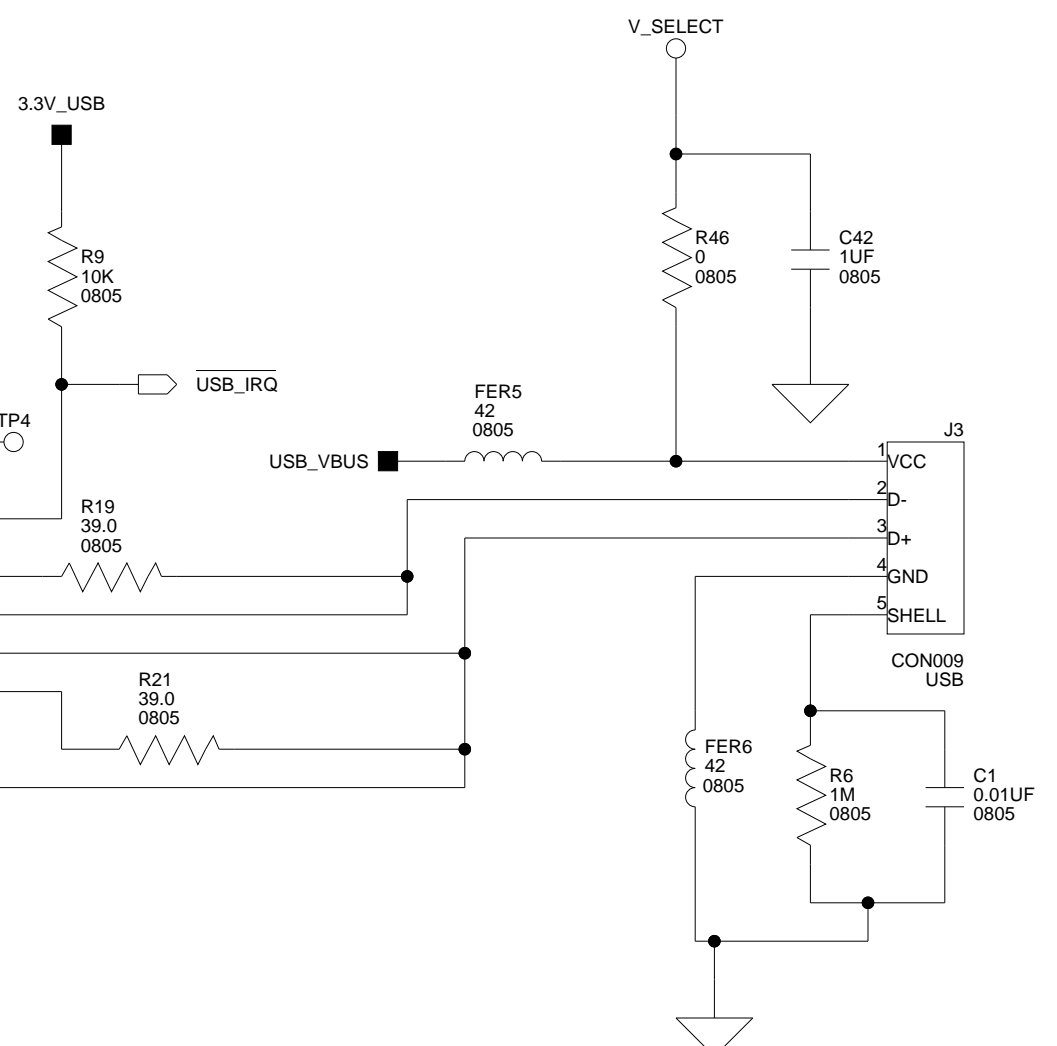 V_SELECT
3.3V_USB
R9
10K
0805
R46
0
0805
C42
1UF
0805
USB_IRQ
TP4
FER5
42
0805
USB_VBUS
J3
1
VCC
2
D-
3
D+
4
GND
5
SHELL
CON009
USB
R19
39.0
0805
R21
39.0
0805
FER6
42
0805
R6
1M
0805
C1
0.01UF
0805